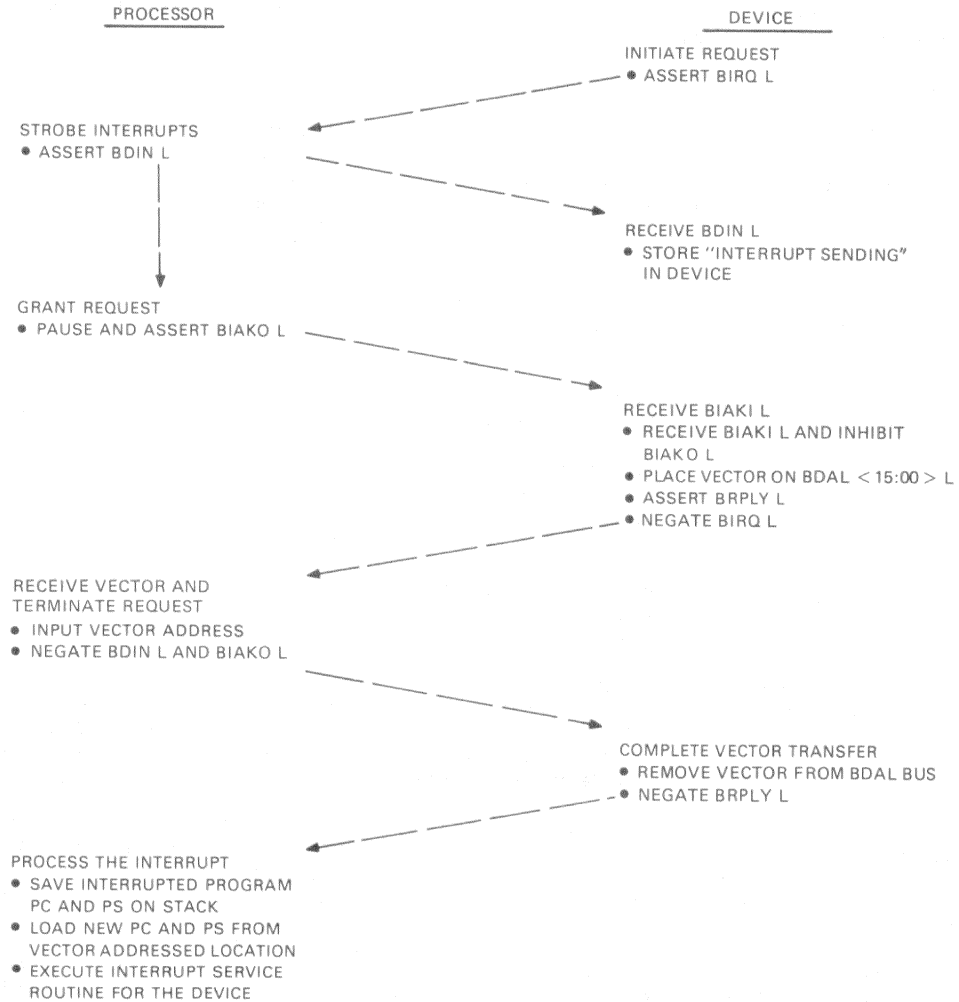 PROCESSOR
DEVICE
INITIATE REQUEST
● ASSERT BIRQ L
STROBE INTERRUPTS
● ASSERT BDIN L
RECEIVE BDIN L
● STORE "INTERRUPT SENDING"
IN DEVICE
GRANT REQUEST
● PAUSE AND ASSERT BIAKO L
RECEIVE BIAKI L
● RECEIVE BIAKI L AND INHIBIT
BIAKO L
● PLACE VECTOR ON BDAL < 15:00 > L
● ASSERT BRPLY L
● NEGATE BIRQ L
RECEIVE VECTOR AND
TERMINATE REQUEST
● INPUT VECTOR ADDRESS
● NEGATE BDIN L AND BIAKO L
COMPLETE VECTOR TRANSFER
● REMOVE VECTOR FROM BDAL BUS
● NEGATE BRPLY L
PROCESS THE INTERRUPT
● SAVE INTERRUPTED PROGRAM
PC AND PS ON STACK
● LOAD NEW PC AND PS FROM
VECTOR ADDRESSED LOCATION
● EXECUTE INTERRUPT SERVICE
ROUTINE FOR THE DEVICE